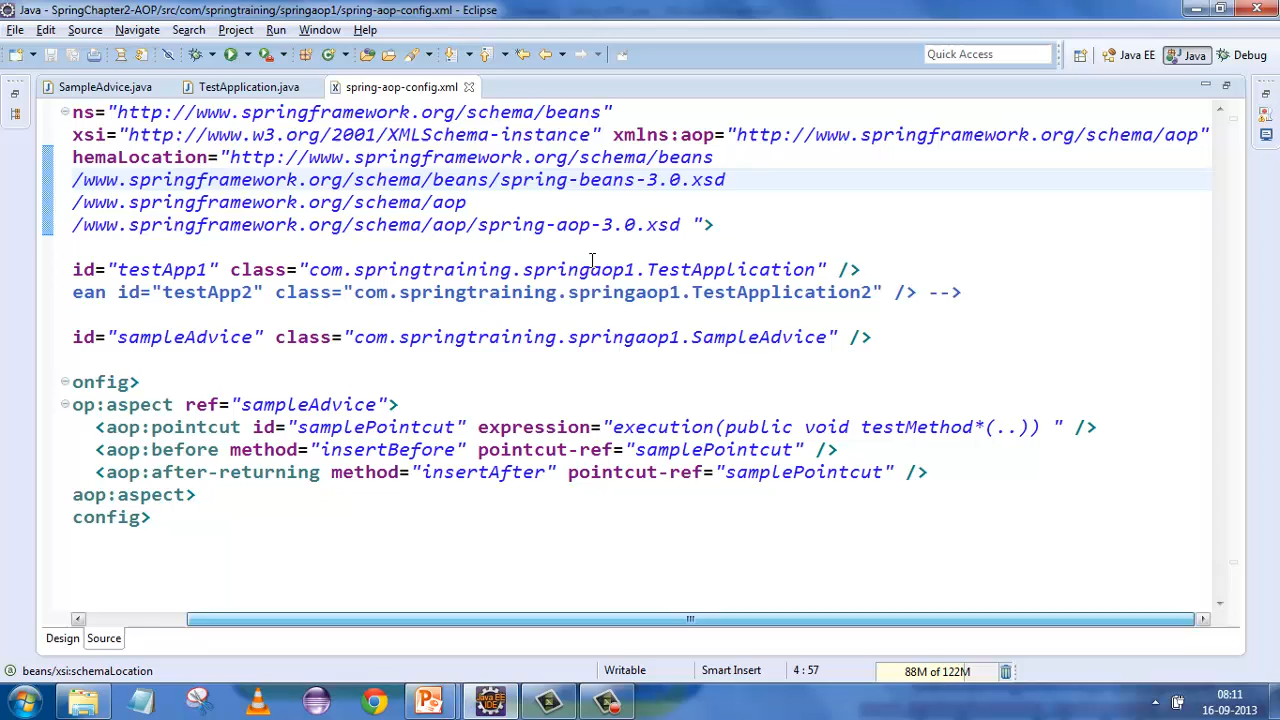 Java - SpringChapter2-AOP/src/com/springtraining/springaop1/spring-aop-config.xml - Eclipse
File Edit Source Navigate Search Project Run Window Help
Quick Access Java EE Java Debug
SampleAdvice.java TestApplication.java spring-aop-config.xml
ns="http://www.springframework.org/schema/beans"
xsi="http://www.w3.org/2001/XMLSchema-instance" xmlns:aop="http://www.springframework.org/schema/aop"
hemaLocation="http://www.springframework.org/schema/beans
/www.springframework.org/schema/beans/spring-beans-3.0.xsd
/www.springframework.org/schema/aop
/www.springframework.org/schema/aop/spring-aop-3.0.xsd ">
id="testApp1" class="com.springtraining.springaop1.TestApplication" />
ean id="testApp2" class="com.springtraining.springaop1.TestApplication2" /> -->
id="sampleAdvice" class="com.springtraining.springaop1.SampleAdvice" />
onfig>
op:aspect ref="sampleAdvice">
<aop:pointcut id="samplePointcut" expression="execution(public void testMethod*(..)) " />
<aop:before method="insertBefore" pointcut-ref="samplePointcut" />
<aop:after-returning method="insertAfter" pointcut-ref="samplePointcut" />
aop:aspect>
config>
Design Source
beans/xsi:schemaLocation Writable Smart Insert 4 : 57 88M of 122M
Java EE IDE
08:11
16-09-2013